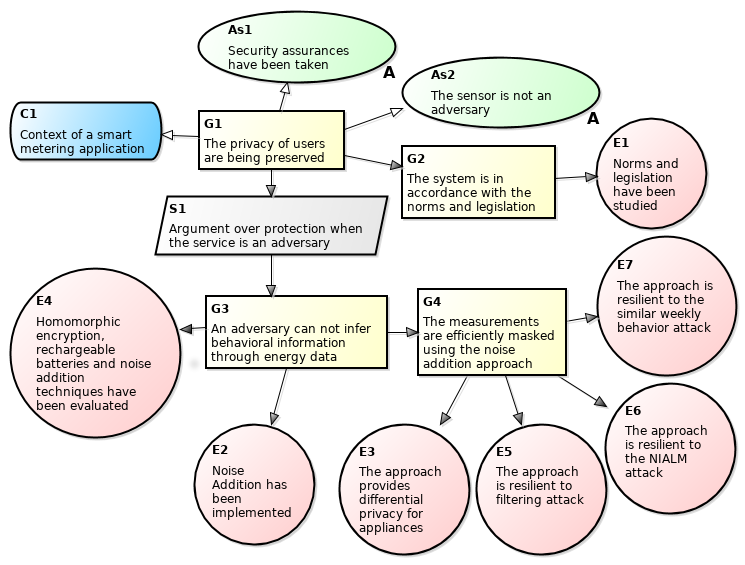 As1
Security assurances
have been taken
A
As2
The sensor is not an
adversary
A
C1
Context of a smart
metering application
G1
The privacy of users
are being preserved
G2
The system is in
accordance with the
norms and legislation
E1
Norms and
legislation
have been
studied
S1
Argument over protection when
the service is an adversary
E7
The approach is
resilient to the
similar weekly
behavior attack
E4
Homomorphic
encryption,
rechargeable
batteries and noise
addition
techniques have
been evaluated
G3
An adversary can not infer
behavioral information
through energy data
G4
The measurements
are efficiently masked
using the noise
addition approach
E6
The approach
is resilient to
the NIALM
attack
E2
Noise
Addition has
been
implemented
E3
The approach
provides
differential
privacy for
appliances
E5
The approach
is resilient to
filtering attack